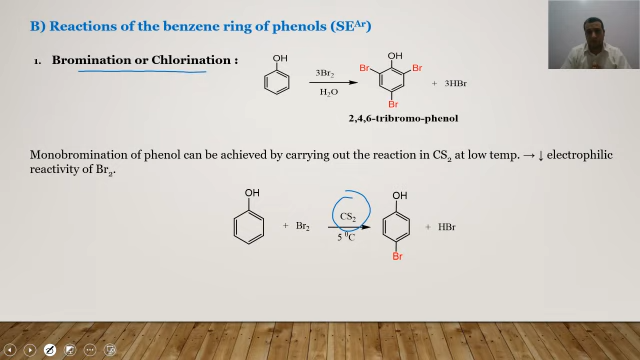 B) Reactions of the benzene ring of phenols (SEAr)
1. Bromination or Chlorination :
OH
3Br2
H2O
OH
Br
Br
Br
+ 3HBr
2,4,6-tribromo-phenol
Monobromination of phenol can be achieved by carrying out the reaction in CS2 at low temp. → ↓ electrophilic
reactivity of Br2.
OH
+ Br2
CS2
5 0C
OH
Br
+ HBr